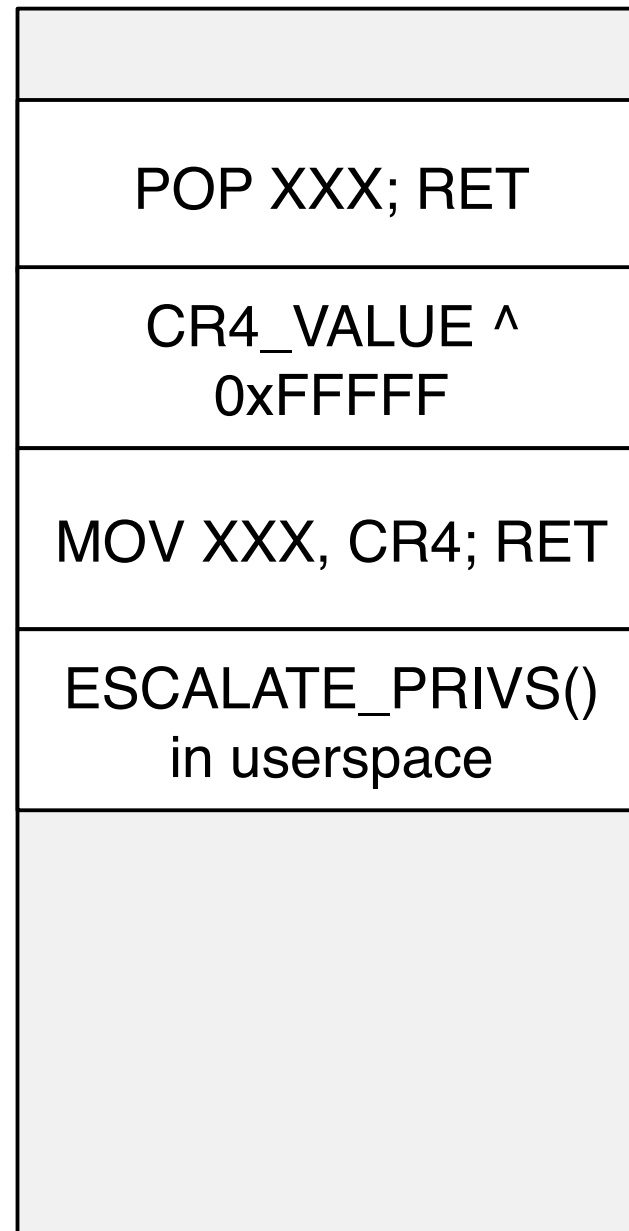 POP XXX; RET
CR4_VALUE ^
0xFFFFF
MOV XXX, CR4; RET
ESCALATE_PRIVS()
in userspace